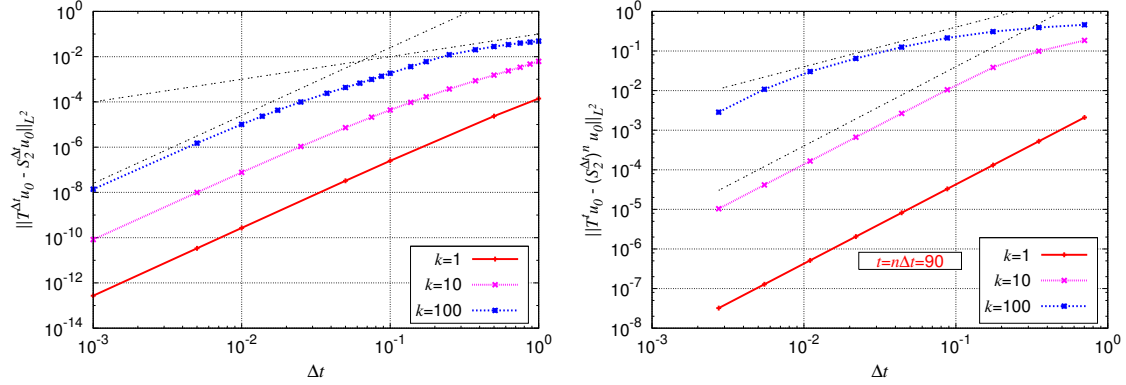 ||T^Δt u_0 - S_2^Δt u_0||_L^2
10^0
10^-2
10^-4
10^-6
10^-8
10^-10
10^-12
10^-14
10^-3
10^-2
10^-1
10^0
Δt
k=1
k=10
k=100
||T^t u_0 - (S_2^Δt)^n u_0||_L^2
10^0
10^-1
10^-2
10^-3
10^-4
10^-5
10^-6
10^-7
10^-8
10^-3
10^-2
10^-1
10^0
Δt
t=nΔt=90
k=1
k=10
k=100